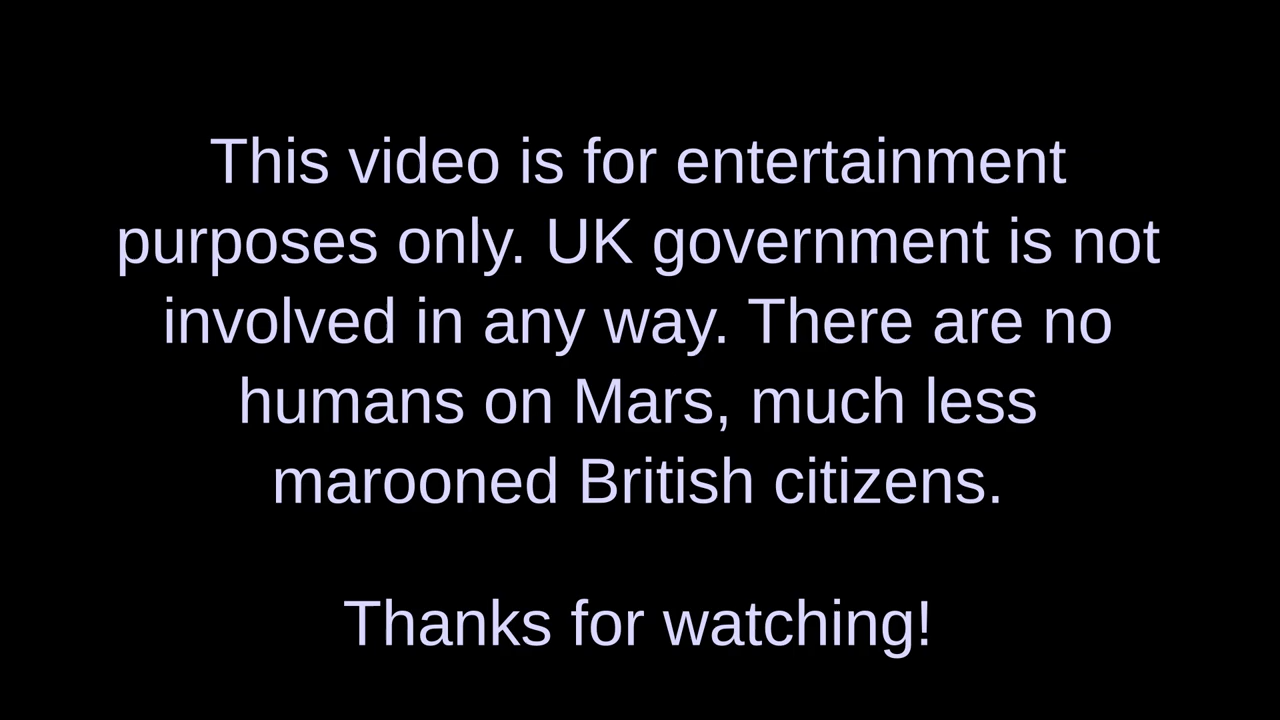 This video is for entertainment
purposes only. UK government is not
involved in any way. There are no
humans on Mars, much less
marooned British citizens.
Thanks for watching!